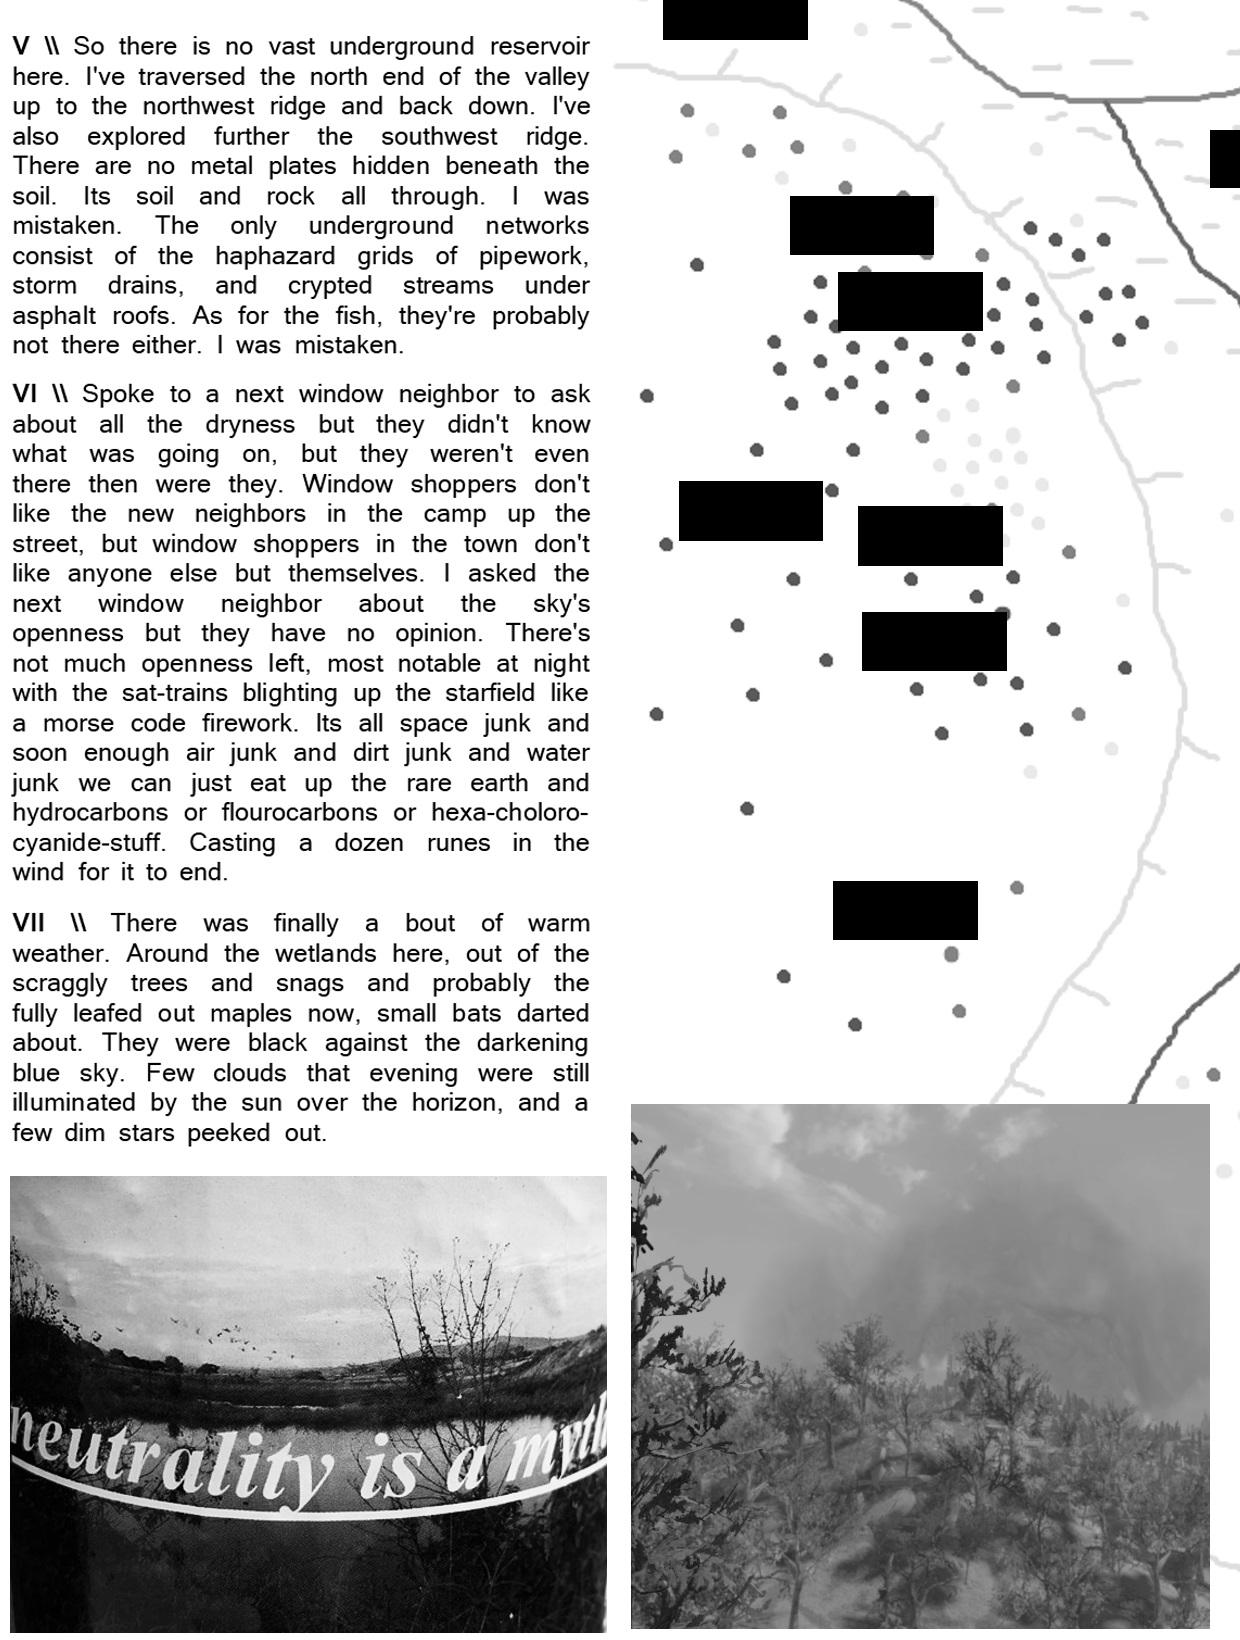 V \\ So there is no vast underground reservoir
here. I've traversed the north end of the valley
up to the northwest ridge and back down. I've
also explored further the southwest ridge.
There are no metal plates hidden beneath the
soil. Its soil and rock all through. I was
mistaken. The only underground networks
consist of the haphazard grids of pipework,
storm drains, and crypted streams under
asphalt roofs. As for the fish, they're probably
not there either. I was mistaken.
VI \\ Spoke to a next window neighbor to ask
about all the dryness but they didn't know
what was going on, but they weren't even
there then were they. Window shoppers don't
like the new neighbors in the camp up the
street, but window shoppers in the town don't
like anyone else but themselves. I asked the
next window neighbor about the sky's
openness but they have no opinion. There's
not much openness left, most notable at night
with the sat-trains blighting up the starfield like
a morse code firework. Its all space junk and
soon enough air junk and dirt junk and water
junk we can just eat up the rare earth and
hydrocarbons or flourocarbons or hexa-choloro-
cyanide-stuff. Casting a dozen runes in the
wind for it to end.
VII \\ There was finally a bout of warm
weather. Around the wetlands here, out of the
scraggly trees and snags and probably the
fully leafed out maples now, small bats darted
about. They were black against the darkening
blue sky. Few clouds that evening were still
illuminated by the sun over the horizon, and a
few dim stars peeked out.
neutrality is a myth